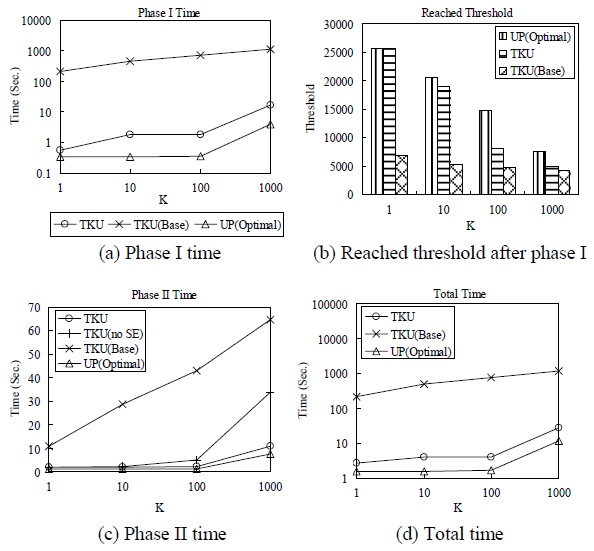 Phase I Time
Time (Sec.)
10000
1000
100
10
1
0.1
1 10 100 1000
K
TKU TKU(Base) UP(Optimal)
(a) Phase I time
Reached Threshold
Threshold
30000
25000
20000
15000
10000
5000
0
UP(Optimal)
TKU
TKU(Base)
1 10 100 1000
K
(b) Reached threshold after phase I
Phase II Time
Time (Sec.)
70
60
50
40
30
20
10
0
TKU
TKU(no SE)
TKU(Base)
UP(Optimal)
1 10 100 1000
K
(c) Phase II time
Total Time
Time (Sec.)
100000
10000
1000
100
10
1
TKU
TKU(Base)
UP(Optimal)
1 10 100 1000
K
(d) Total time